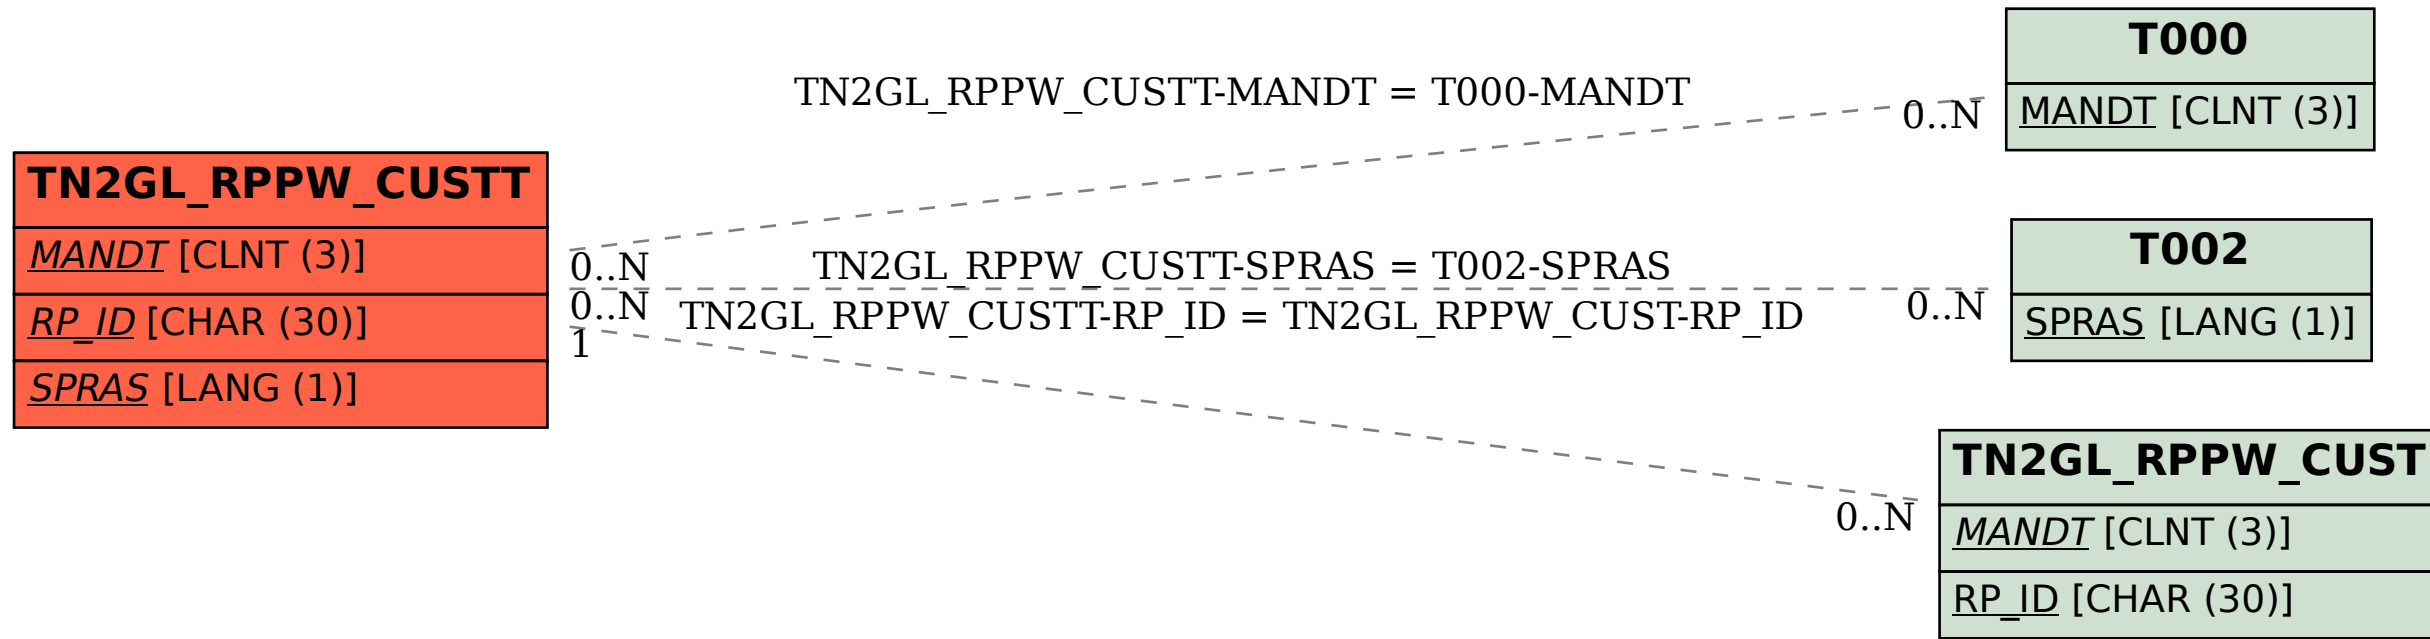 TN2GL_RPPW_CUSTT
MANDT [CLNT (3)]
RP_ID [CHAR (30)]
SPRAS [LANG (1)]
TN2GL_RPPW_CUSTT-MANDT = T000-MANDT
0..N
0..N
TN2GL_RPPW_CUSTT-SPRAS = T002-SPRAS
0..N
0..N
TN2GL_RPPW_CUSTT-RP_ID = TN2GL_RPPW_CUST-RP_ID
1
0..N
T000
MANDT [CLNT (3)]
T002
SPRAS [LANG (1)]
TN2GL_RPPW_CUST
MANDT [CLNT (3)]
RP_ID [CHAR (30)]